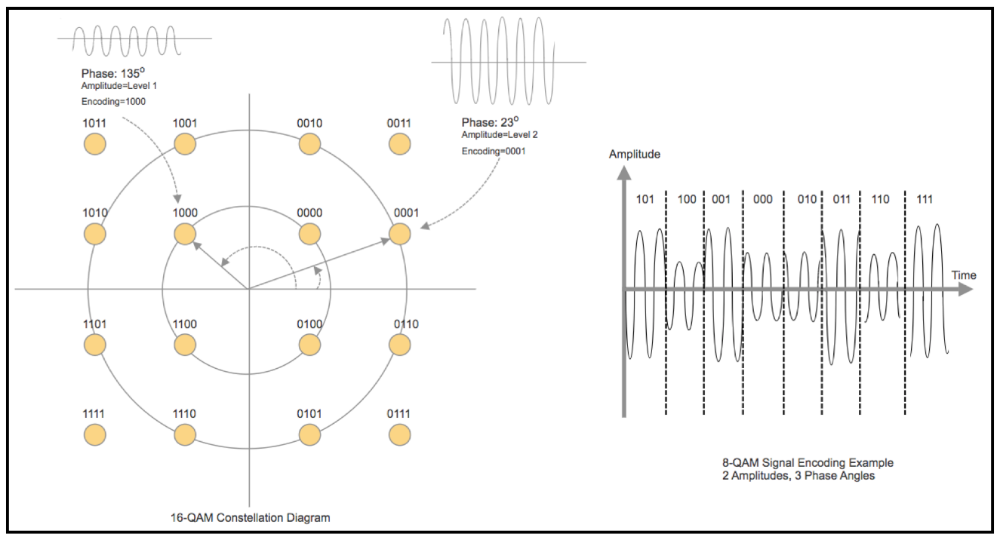 Phase: 135o
Amplitude=Level 1
Encoding=1000
Phase: 23o
Amplitude=Level 2
Encoding=0001
1011 1001 0010 0011
1010 1000 0000 0001
1101 1100 0100 0110
1111 1110 0101 0111
16-QAM Constellation Diagram
Amplitude
101 100 001 000 010 011 110 111
Time
8-QAM Signal Encoding Example
2 Amplitudes, 3 Phase Angles